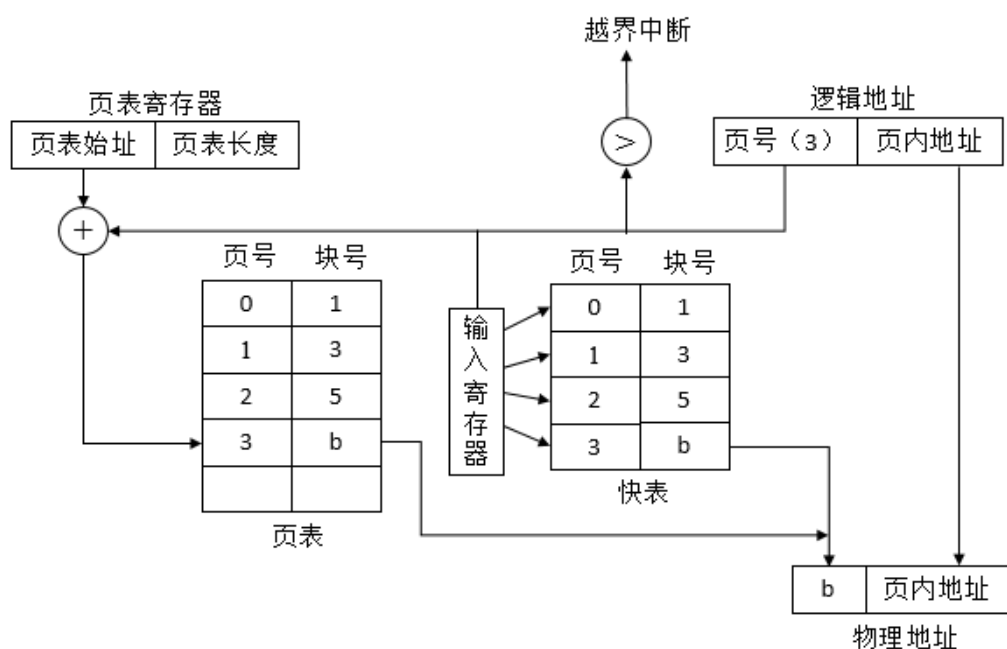 越界中断
页表寄存器
逻辑地址
页表始址 页表长度
>
页号（3） 页内地址
+
页号 块号
页号 块号
0 1
1 3
2 5
3 b
页表
输入寄存器
0 1
1 3
2 5
3 b
快表
b 页内地址
物理地址